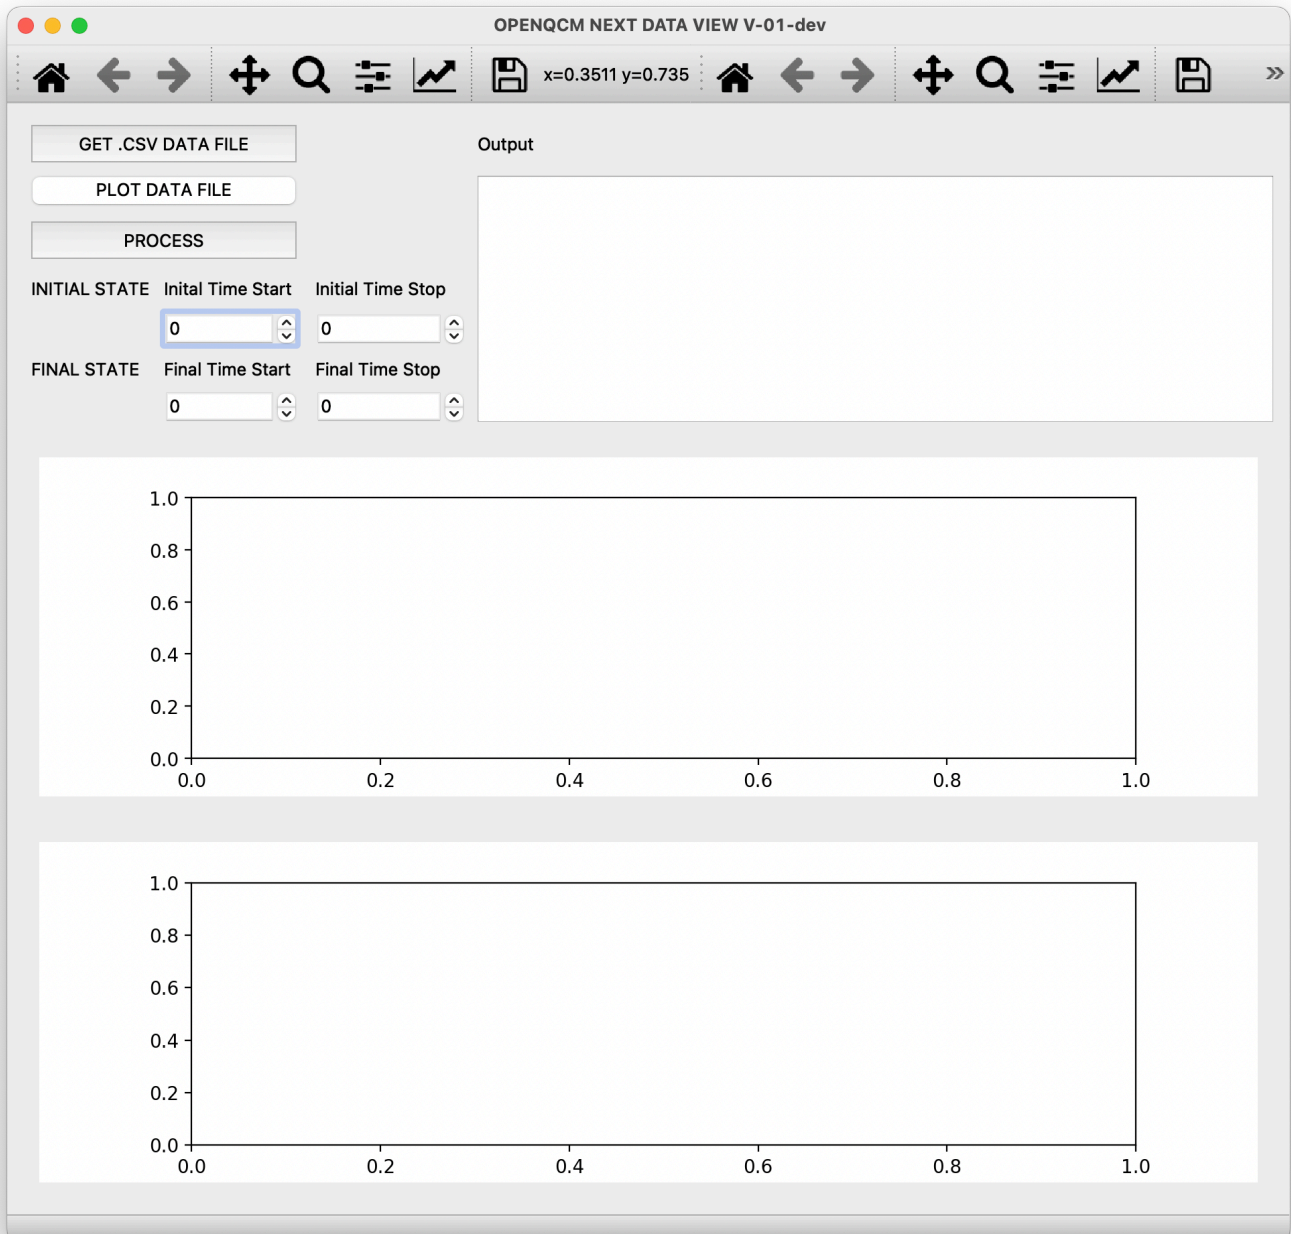 OPENQCM NEXT DATA VIEW V-01-dev
x=0.3511 y=0.735
»
GET .CSV DATA FILE
Output
PLOT DATA FILE
PROCESS
INITIAL STATE Inital Time Start Initial Time Stop
0 0
FINAL STATE Final Time Start Final Time Stop
0 0
1.0
0.8
0.6
0.4
0.2
0.0
0.0 0.2 0.4 0.6 0.8 1.0
1.0
0.8
0.6
0.4
0.2
0.0
0.0 0.2 0.4 0.6 0.8 1.0